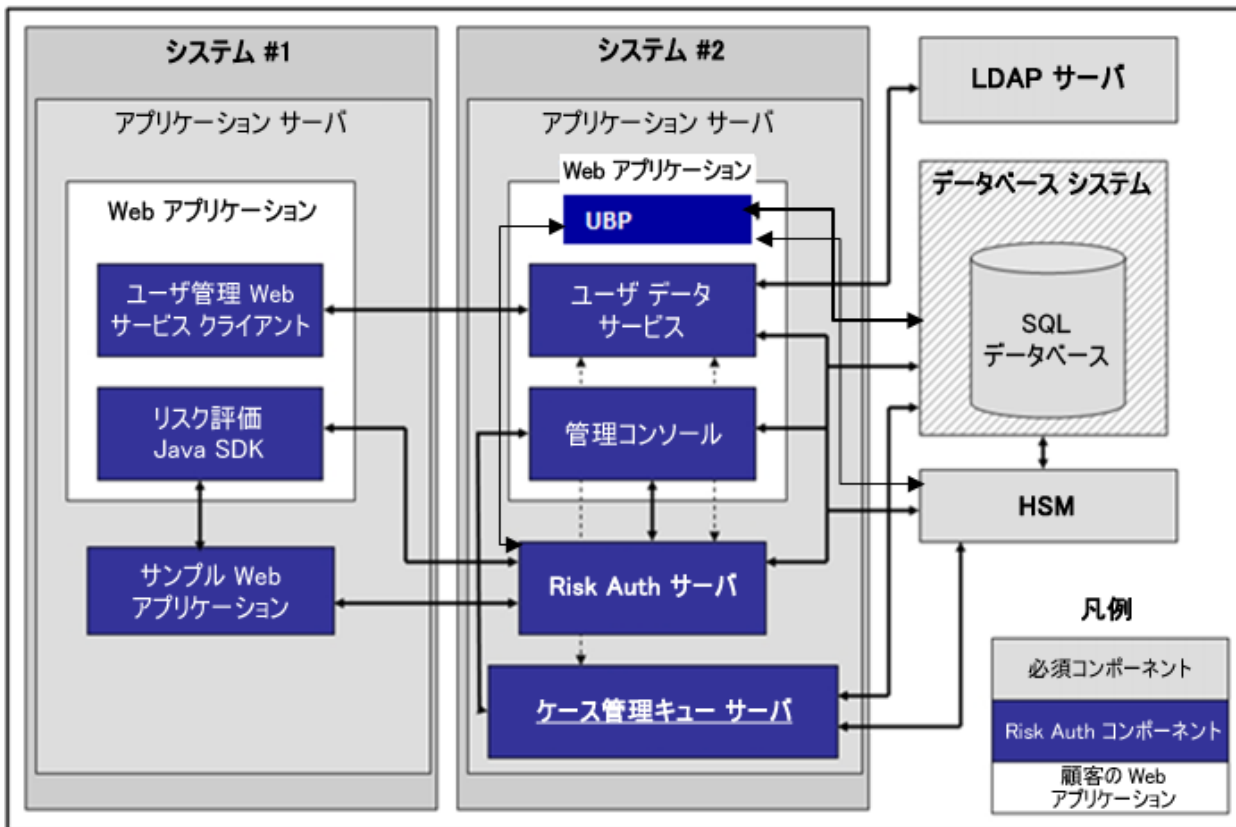 システム #1
アプリケーション サーバ
Web アプリケーション
ユーザ管理 Web
サービス クライアント
リスク評価
Java SDK
サンプル Web
アプリケーション
システム #2
アプリケーション サーバ
Web アプリケーション
UBP
ユーザ データ
サービス
管理コンソール
Risk Auth サーバ
ケース管理キュー サーバ
LDAP サーバ
データベース システム
SQL
データベース
HSM
凡例
必須コンポーネント
Risk Auth コンポーネント
顧客の Web
アプリケーション